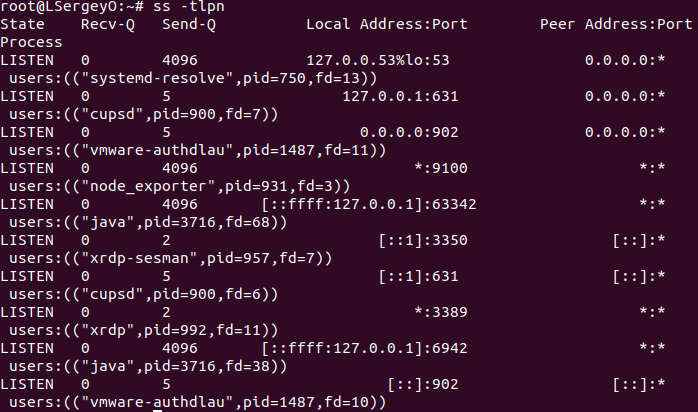 root@LSergeyO:~# ss -tlpn
State Recv-Q Send-Q Local Address:Port Peer Address:Port
Process
LISTEN 0 4096 127.0.0.53%lo:53 0.0.0.0:*
users:(("systemd-resolve",pid=750,fd=13))
LISTEN 0 5 127.0.0.1:631 0.0.0.0:*
users:(("cupsd",pid=900,fd=7))
LISTEN 0 5 0.0.0.0:902 0.0.0.0:*
users:(("vmware-authdlau",pid=1487,fd=11))
LISTEN 0 4096 *:9100 *:*
users:(("node_exporter",pid=931,fd=3))
LISTEN 0 4096 [::ffff:127.0.0.1]:63342 *:*
users:(("java",pid=3716,fd=68))
LISTEN 0 2 [::1]:3350 [::]:*
users:(("xrdp-sesman",pid=957,fd=7))
LISTEN 0 5 [::1]:631 [::]:*
users:(("cupsd",pid=900,fd=6))
LISTEN 0 2 *:3389 *:*
users:(("xrdp",pid=992,fd=11))
LISTEN 0 4096 [::ffff:127.0.0.1]:6942 *:*
users:(("java",pid=3716,fd=38))
LISTEN 0 5 [::]:902 [::]:*
users:(("vmware-authdlau",pid=1487,fd=10))